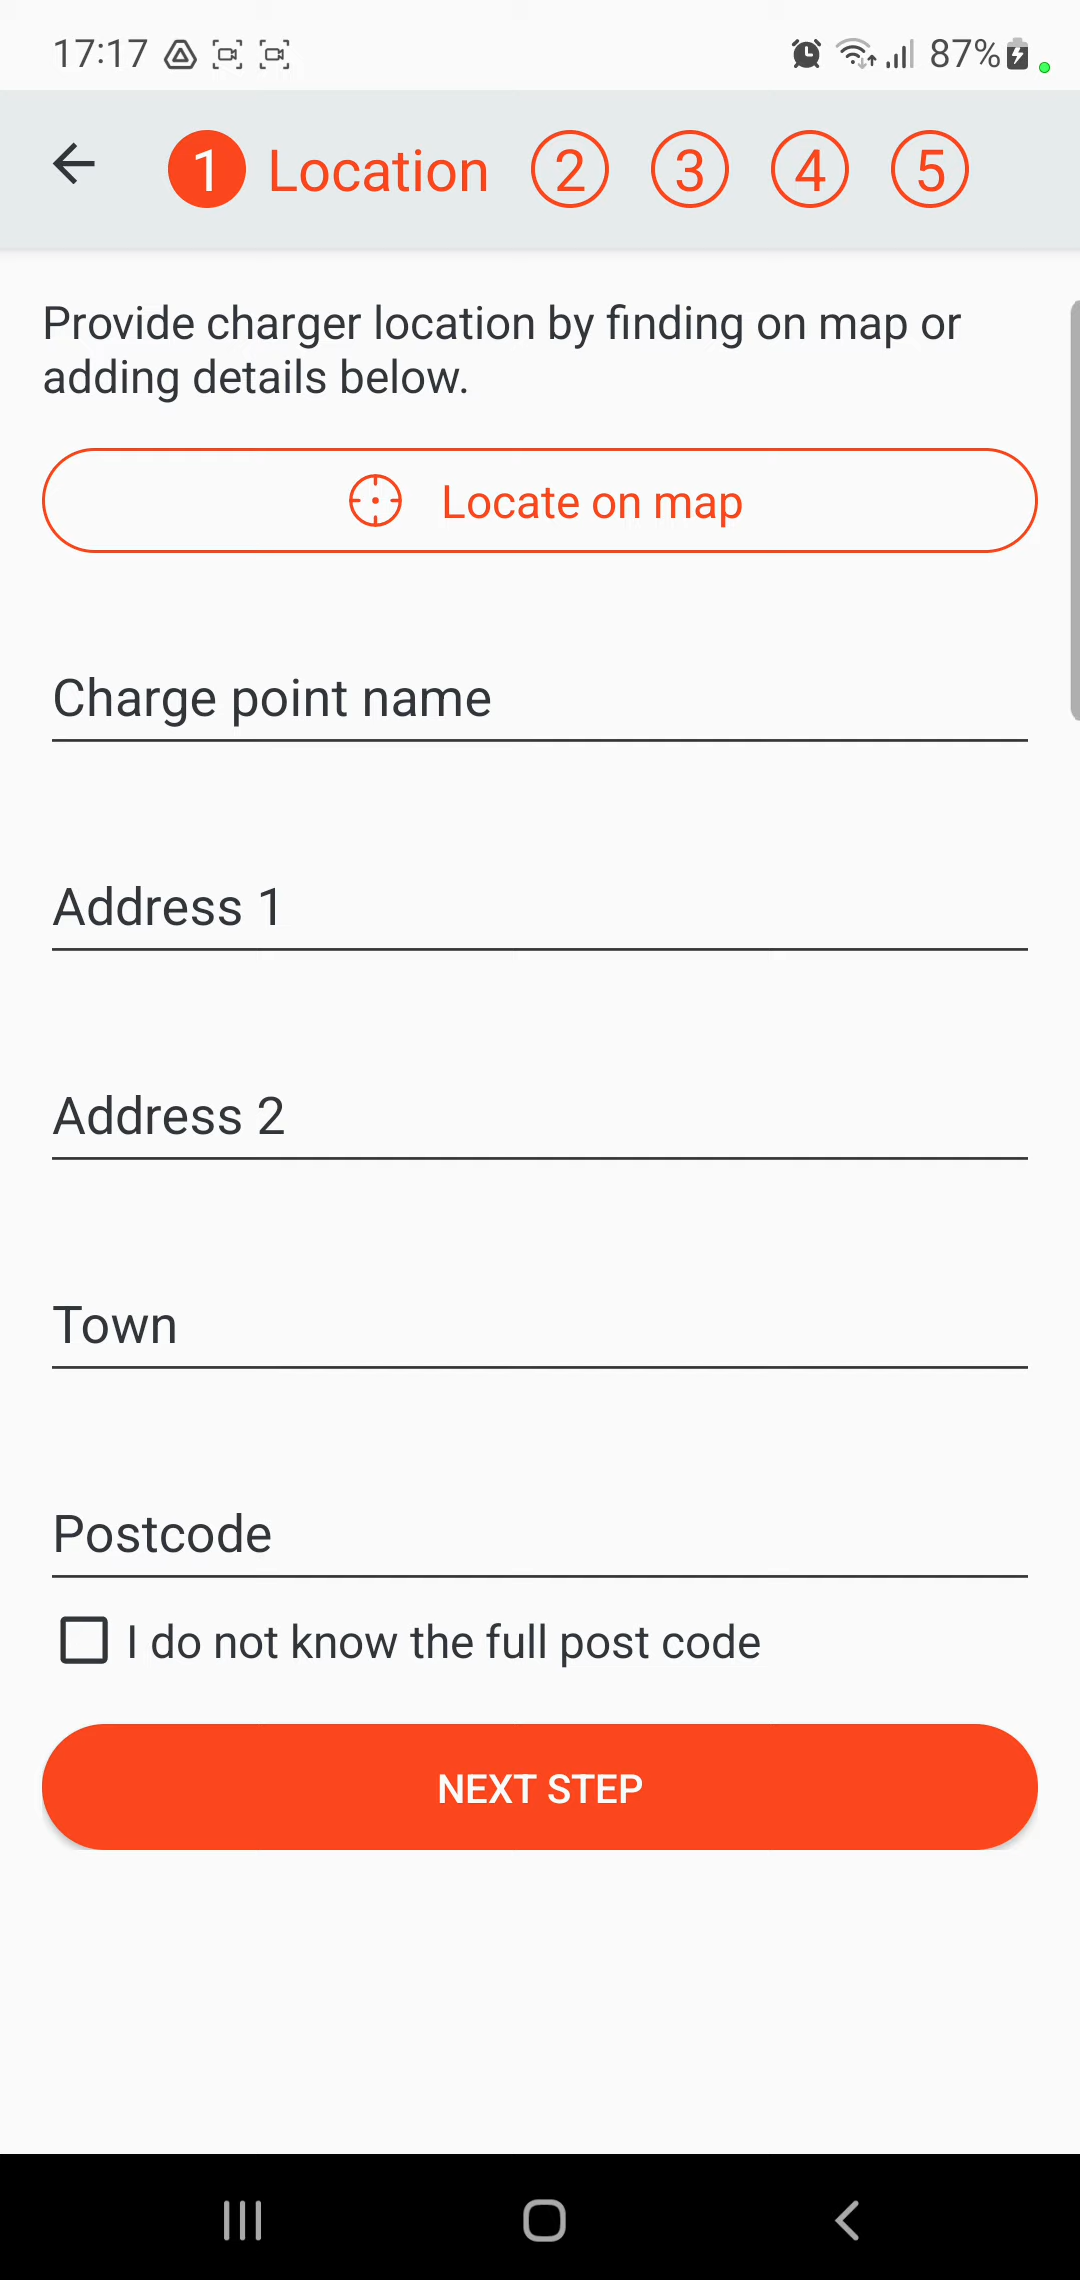 17:17 87%
1 Location 2 3 4 5
Provide charger location by finding on map or
adding details below.
Locate on map
Charge point name
Address 1
Address 2
Town
Postcode
I do not know the full post code
NEXT STEP